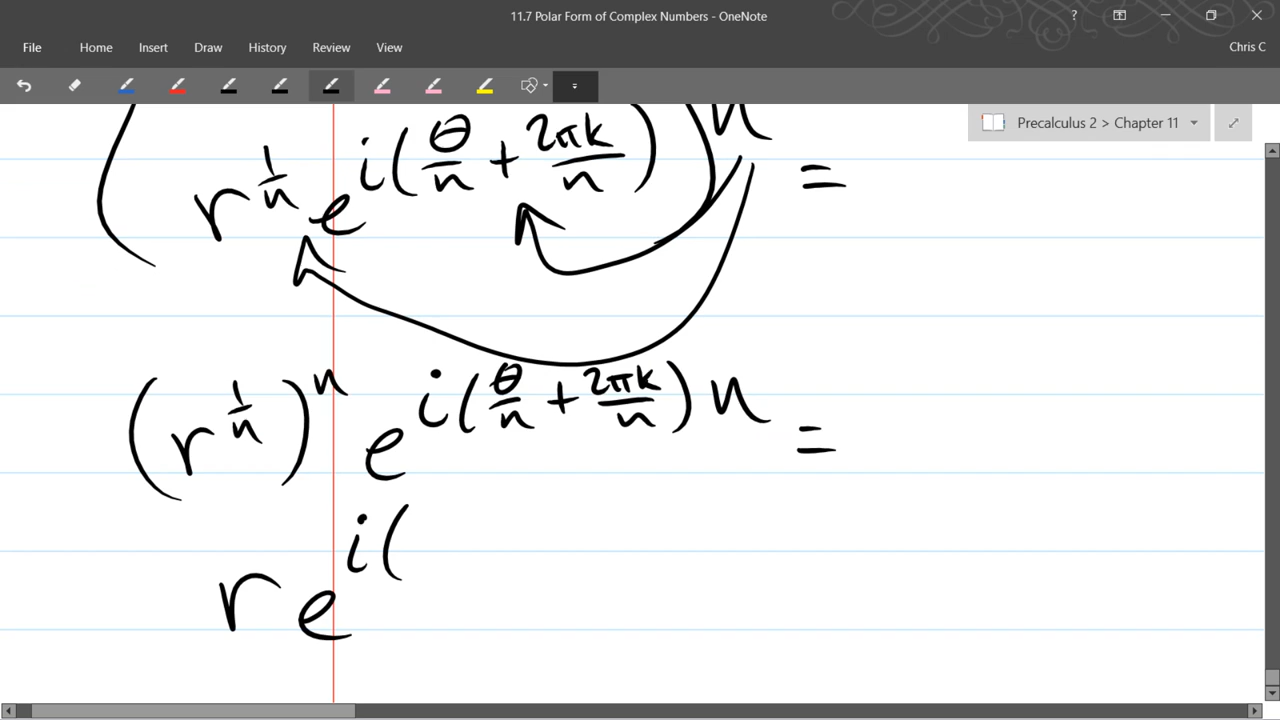 11.7 Polar Form of Complex Numbers - OneNote
?
File Home Insert Draw History Review View Chris C
Precalculus 2 > Chapter 11
(r^(1/n) e^(i(θ/n + 2πk/n)))^n =
(r^(1/n))^n e^(i(θ/n + 2πk/n)n) =
re^(i(